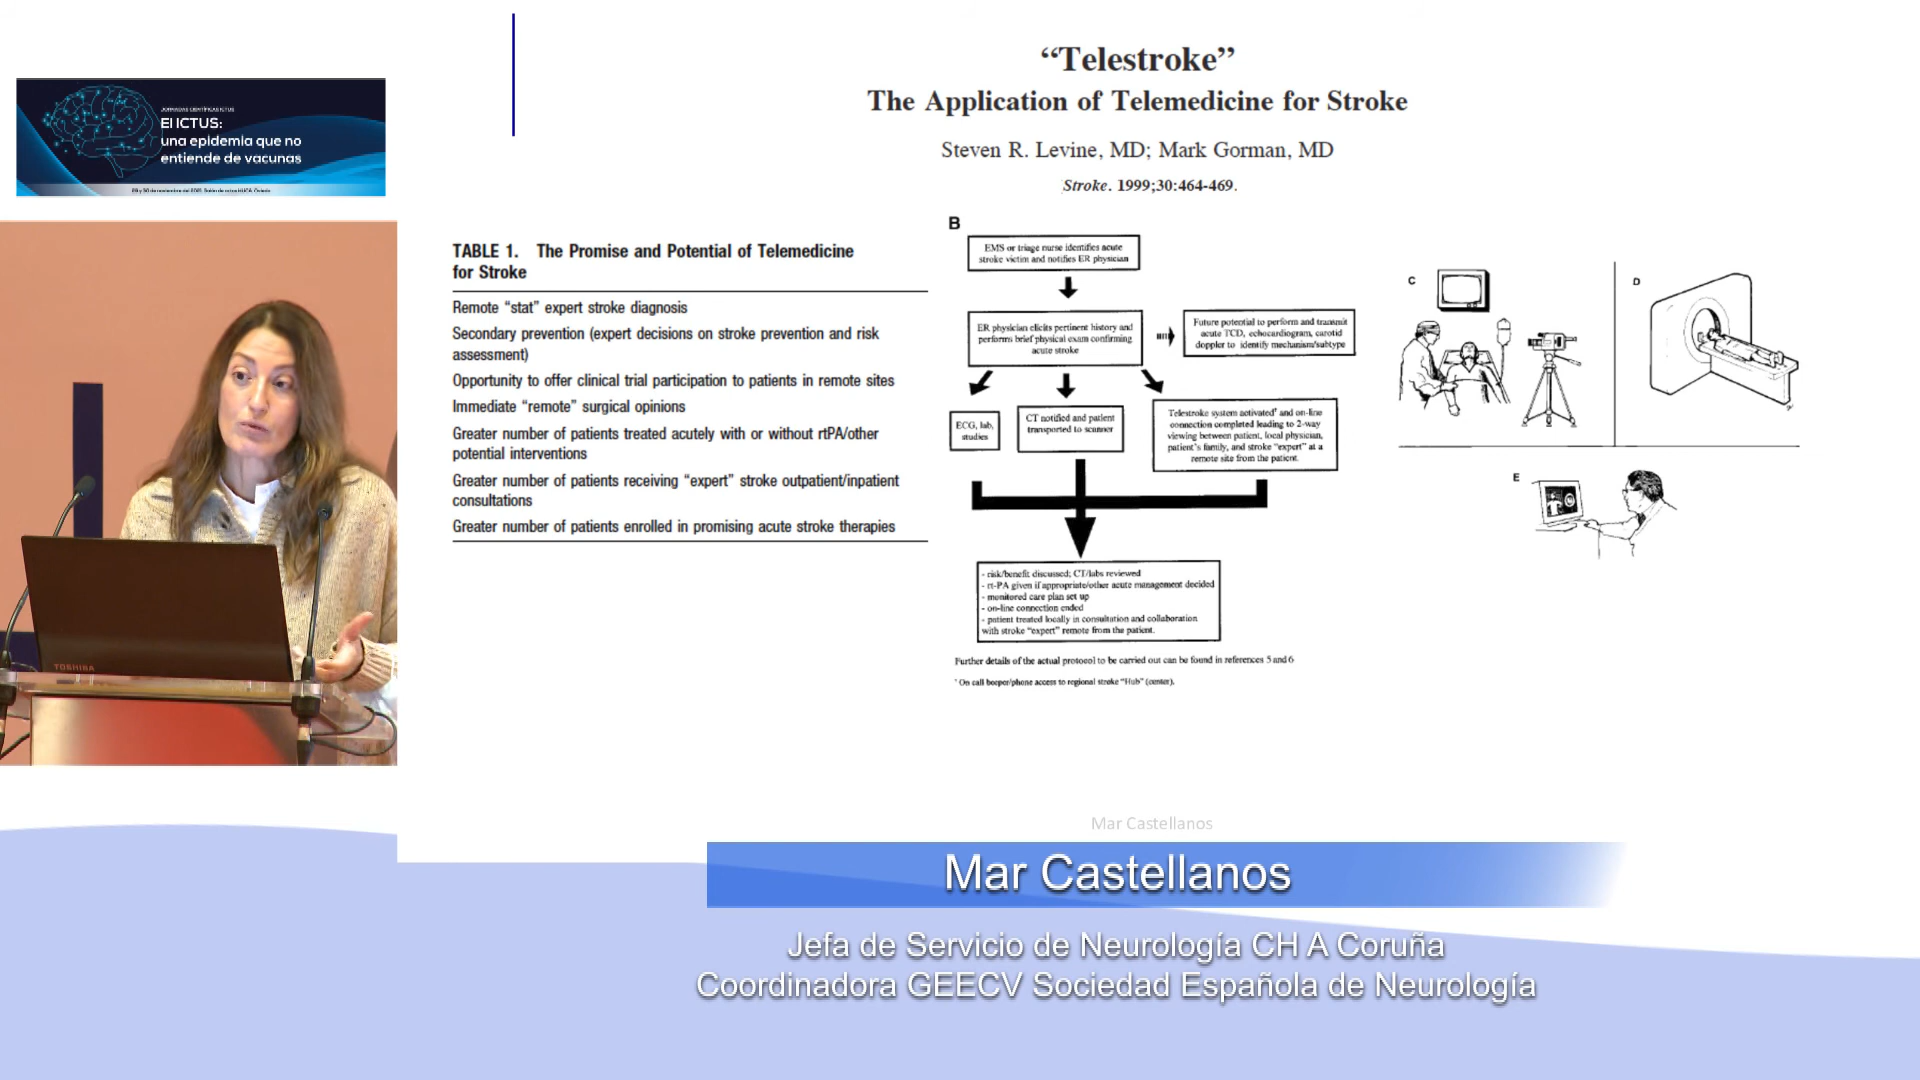 JORNADAS CIENTÍFICAS ICTUS
El ICTUS:
una epidemia que no
entiende de vacunas
“Telestroke”
The Application of Telemedicine for Stroke
Steven R. Levine, MD; Mark Gorman, MD
Stroke. 1999;30:464-469.
TABLE 1. The Promise and Potential of Telemedicine
for Stroke
Remote “stat” expert stroke diagnosis
Secondary prevention (expert decisions on stroke prevention and risk
assessment)
Opportunity to offer clinical trial participation to patients in remote sites
Immediate “remote” surgical opinions
Greater number of patients treated acutely with or without rtPA/other
potential interventions
Greater number of patients receiving “expert” stroke outpatient/inpatient
consultations
Greater number of patients enrolled in promising acute stroke therapies
B
EMS or triage nurse identifies acute
stroke victim and notifies ER physician
ER physician elicits pertinent history and
performs brief physical exam confirming
acute stroke
Future potential to perform and transmit
acute TCD, echocardiogram, carotid
doppler to identify mechanism/subtype
ECG, lab,
studies
CT notified and patient
transported to scanner
Telestroke system activated† and on-line
connection completed leading to 2-way
viewing between patient, local physician,
patient's family, and stroke “expert” at a
remote site from the patient.
- risk/benefit discussed; CT/labs reviewed
- rt-PA given if appropriate/other acute management decided
- monitored care plan set up
- on-line connection ended
- patient treated locally in consultation and collaboration
with stroke “expert” remote from the patient.
Further details of the actual protocol to be carried out can be found in references 5 and 6
On call beeper/phone access to regional stroke “Hub” (center).
C
D
E
TOSHIBA
Mar Castellanos
Mar Castellanos
Jefa de Servicio de Neurología CH A Coruña
Coordinadora GEECV Sociedad Española de Neurología